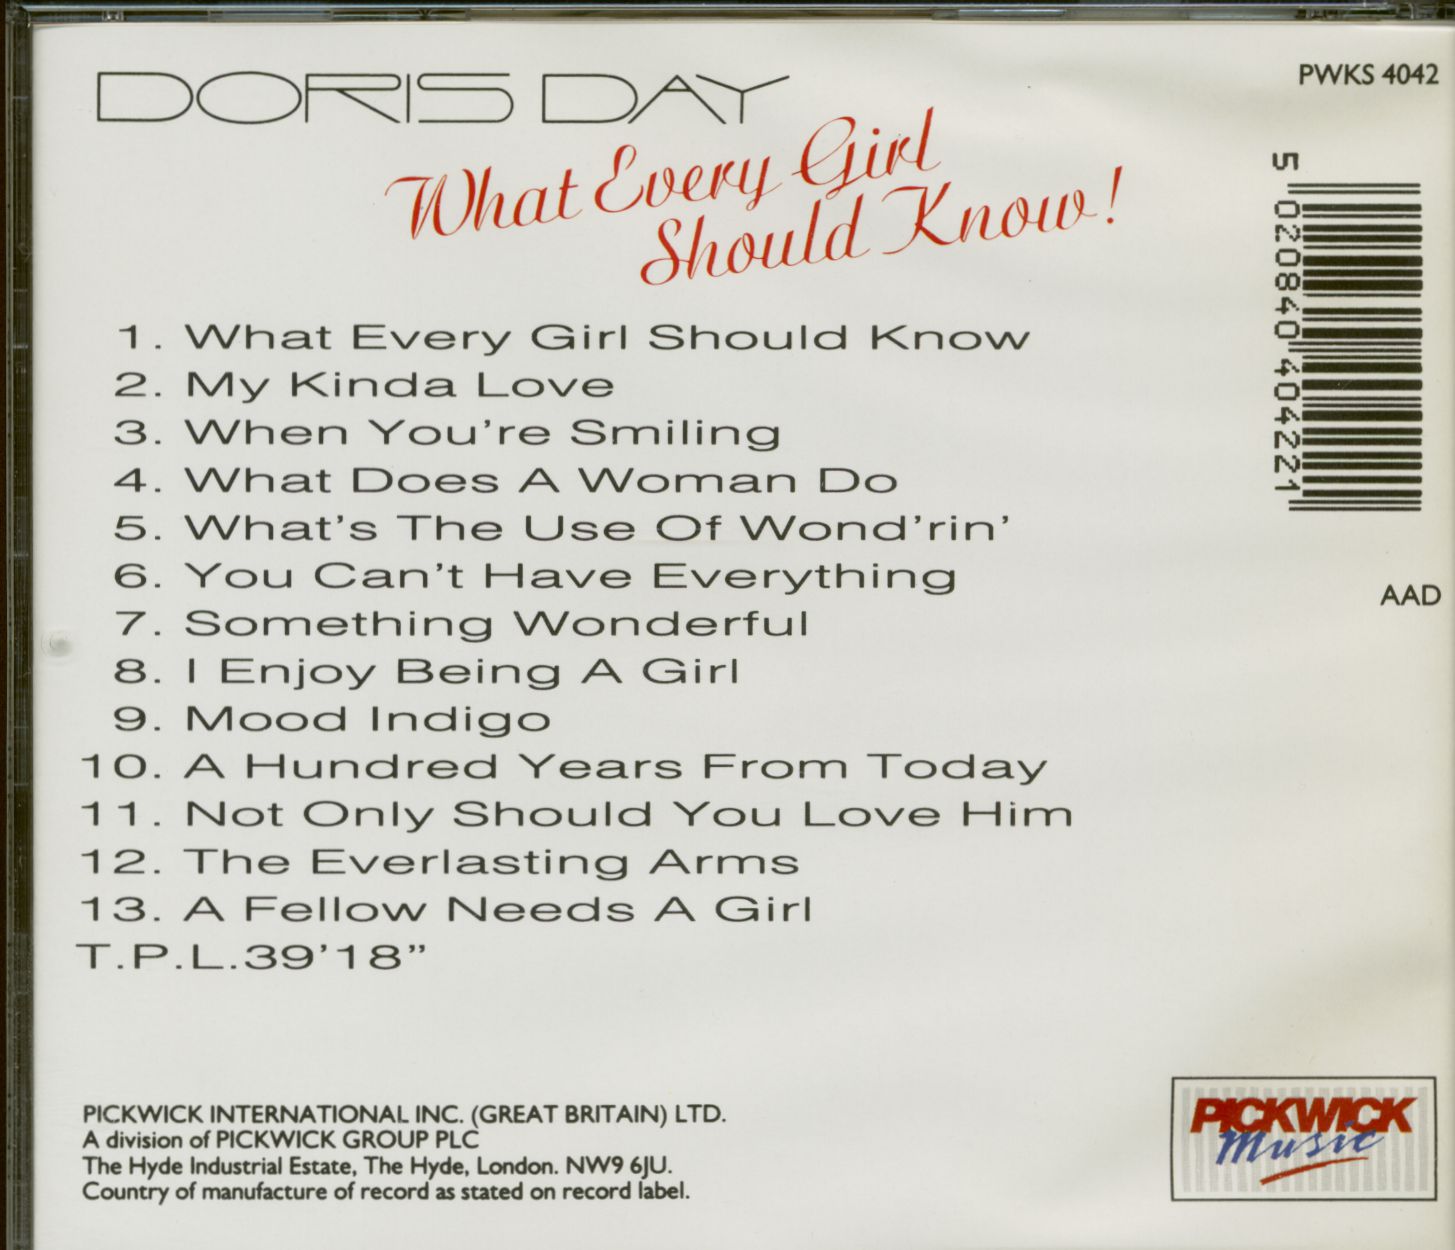 DORIS DAY
PWKS 4042
What Every Girl
Should Know!
5 020840 404221
1. What Every Girl Should Know
2. My Kinda Love
3. When You're Smiling
4. What Does A Woman Do
5. What's The Use Of Wond'rin'
6. You Can't Have Everything
AAD
7. Something Wonderful
8. I Enjoy Being A Girl
9. Mood Indigo
10. A Hundred Years From Today
11. Not Only Should You Love Him
12. The Everlasting Arms
13. A Fellow Needs A Girl
T.P.L.39'18”
PICKWICK INTERNATIONAL INC. (GREAT BRITAIN) LTD.
A division of PICKWICK GROUP PLC
The Hyde Industrial Estate, The Hyde, London. NW9 6JU.
Country of manufacture of record as stated on record label.
PICKWICK
music